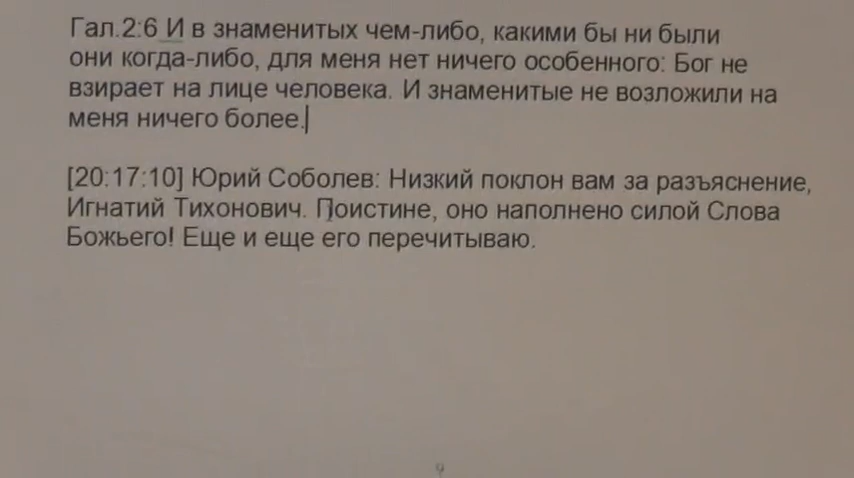 Гал.2:6 И в знаменитых чем-либо, какими бы ни были
они когда-либо, для меня нет ничего особенного: Бог не
взирает на лице человека. И знаменитые не возложили на
меня ничего более.
[20:17:10] Юрий Соболев: Низкий поклон вам за разъяснение,
Игнатий Тихонович. Поистине, оно наполнено силой Слова
Божьего! Еще и еще его перечитываю.
9